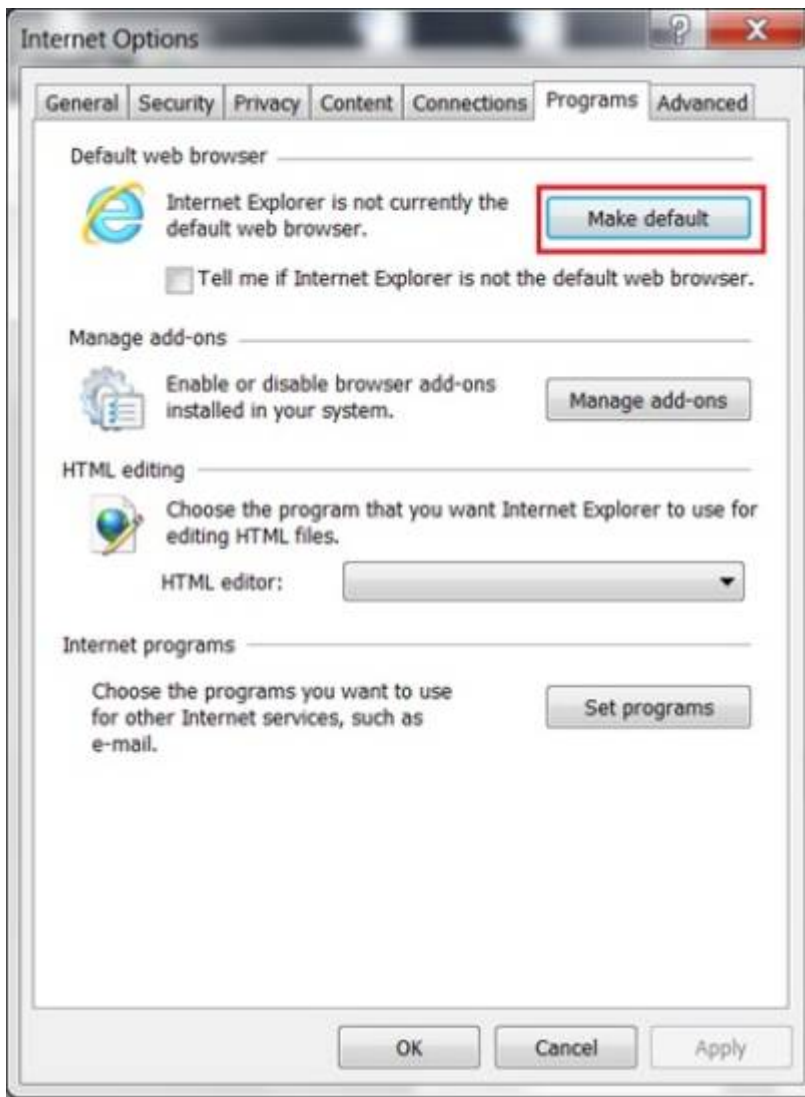 Internet Options
General Security Privacy Content Connections Programs Advanced
Default web browser
Internet Explorer is not currently the
default web browser.
Make default
Tell me if Internet Explorer is not the default web browser.
Manage add-ons
Enable or disable browser add-ons
installed in your system.
Manage add-ons
HTML editing
Choose the program that you want Internet Explorer to use for
editing HTML files.
HTML editor:
Internet programs
Choose the programs you want to use
for other Internet services, such as
e-mail.
Set programs
OK Cancel Apply